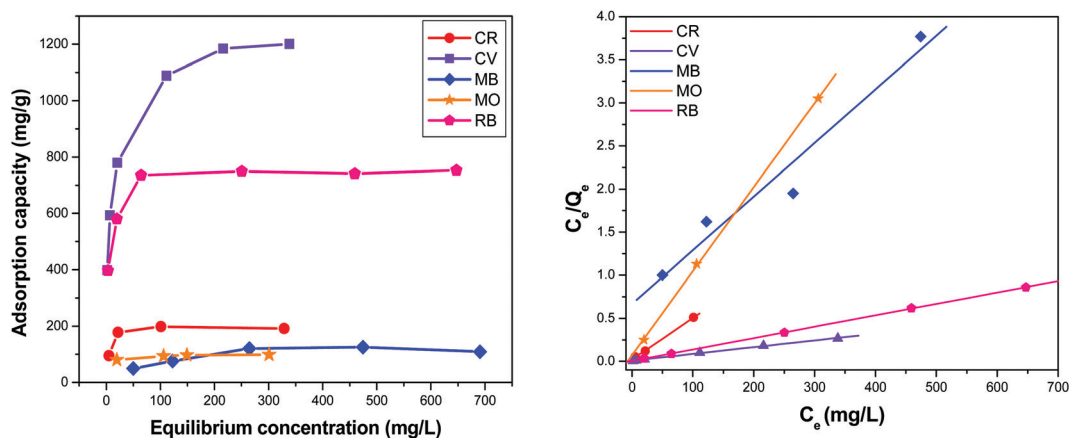 Adsorption capacity (mg/g)
1200
1000
800
600
400
200
0
0 100 200 300 400 500 600 700
Equilibrium concentration (mg/L)
CR
CV
MB
MO
RB
Cₑ/Qₑ
4.0
3.5
3.0
2.5
2.0
1.5
1.0
0.5
0.0
0 100 200 300 400 500 600 700
Cₑ (mg/L)
CR
CV
MB
MO
RB